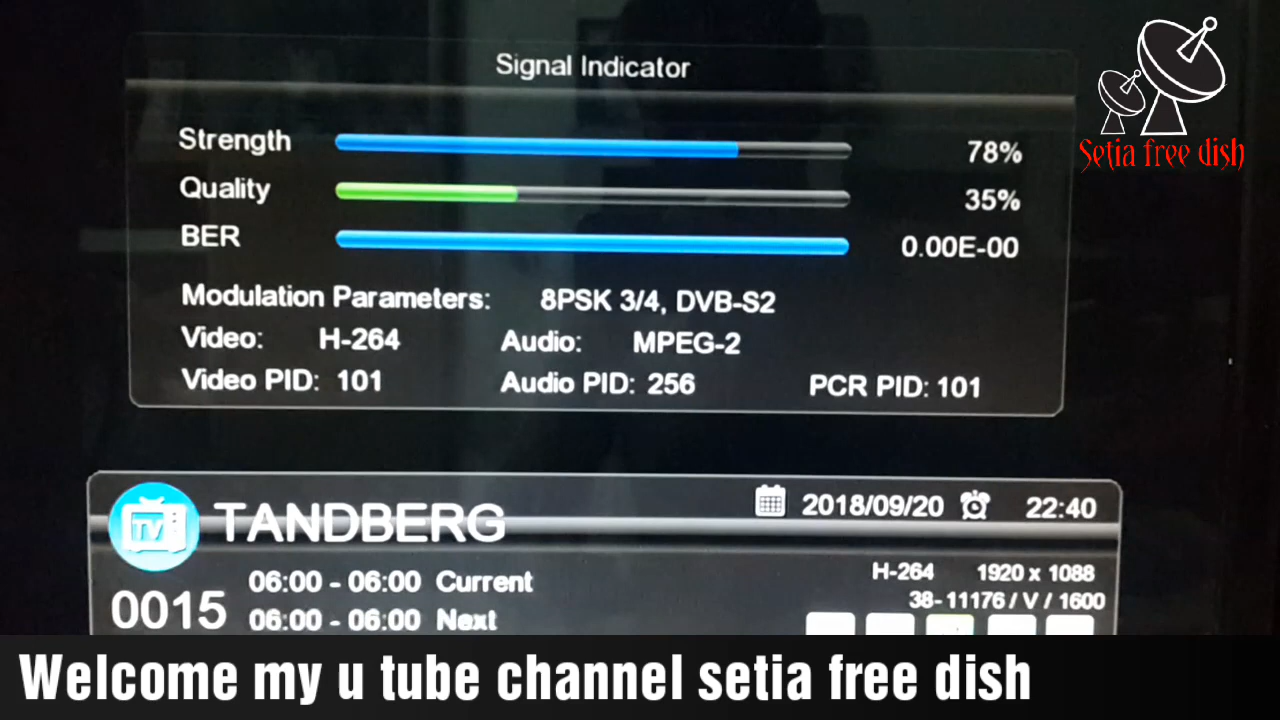 Signal Indicator
Strength 78%
Quality 35%
BER 0.00E-00
Modulation Parameters: 8PSK 3/4, DVB-S2
Video: H-264 Audio: MPEG-2
Video PID: 101 Audio PID: 256 PCR PID: 101
Setia free dish
TANDBERG 2018/09/20 22:40
TV
06:00 - 06:00 Current H-264 1920 x 1088
0015 06:00 - 06:00 Next 38- 11176 / V / 1600
Welcome my u tube channel setia free dish